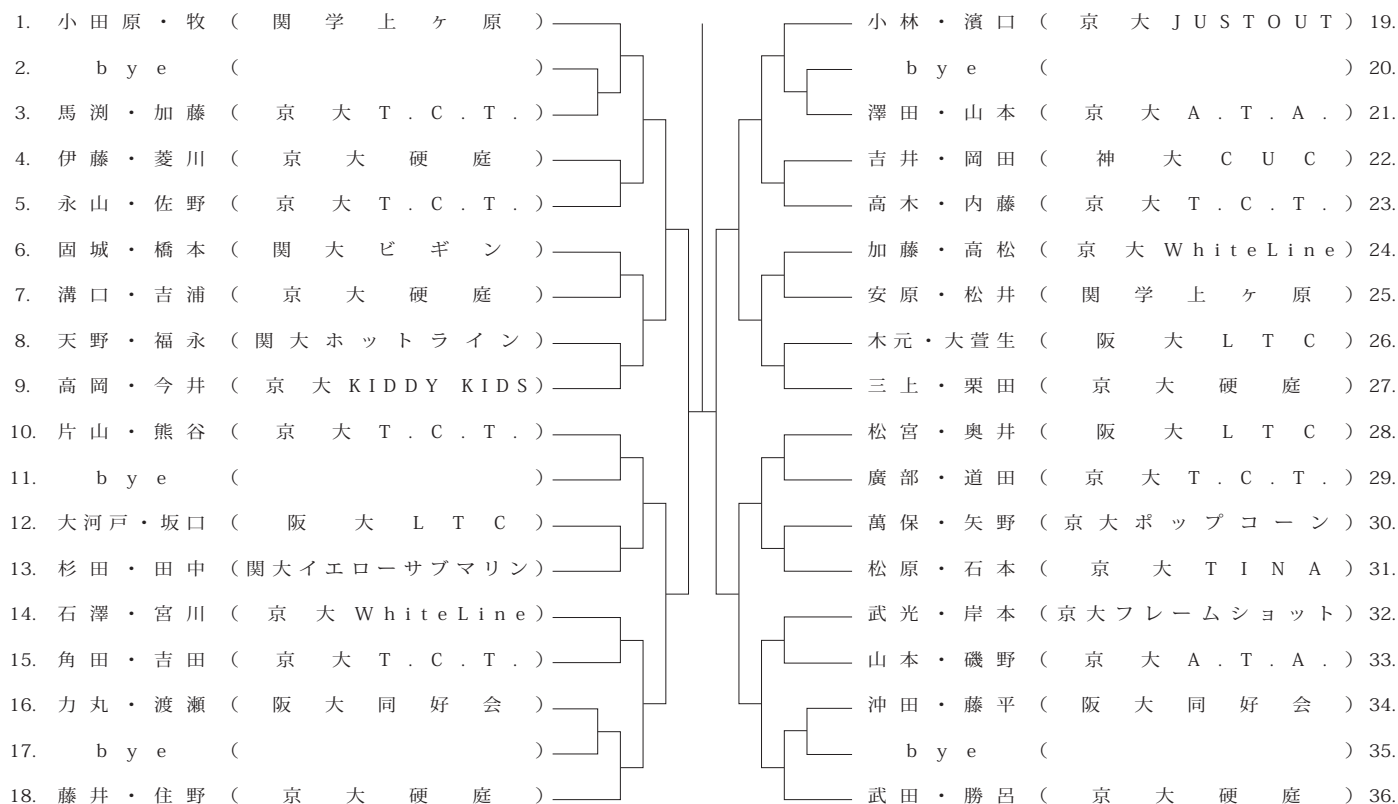 1. 小田原・牧 (関学上ヶ原)
2. bye ( )
3. 馬渕・加藤 (京大T.C.T.)
4. 伊藤・菱川 (京大硬庭)
5. 永山・佐野 (京大T.C.T.)
6. 固城・橋本 (関大ビギン)
7. 溝口・吉浦 (京大硬庭)
8. 天野・福永 (関大ホットライン)
9. 高岡・今井 (京大KIDDY KIDS)
10. 片山・熊谷 (京大T.C.T.)
11. bye ( )
12. 大河戸・坂口 (阪大LTC)
13. 杉田・田中 (関大イエローサブマリン)
14. 石澤・宮川 (京大WhiteLine)
15. 角田・吉田 (京大T.C.T.)
16. 力丸・渡瀬 (阪大同好会)
17. bye ( )
18. 藤井・住野 (京大硬庭)
小林・濱口 (京大JUSTOUT) 19.
bye ( ) 20.
澤田・山本 (京大A.T.A.) 21.
吉井・岡田 (神大CUC) 22.
高木・内藤 (京大T.C.T.) 23.
加藤・高松 (京大WhiteLine) 24.
安原・松井 (関学上ヶ原) 25.
木元・大萱生 (阪大LTC) 26.
三上・栗田 (京大硬庭) 27.
松宮・奥井 (阪大LTC) 28.
廣部・道田 (京大T.C.T.) 29.
萬保・矢野 (京大ポップコーン) 30.
松原・石本 (京大TINA) 31.
武光・岸本 (京大フレームショット) 32.
山本・磯野 (京大A.T.A.) 33.
沖田・藤平 (阪大同好会) 34.
bye ( ) 35.
武田・勝呂 (京大硬庭) 36.